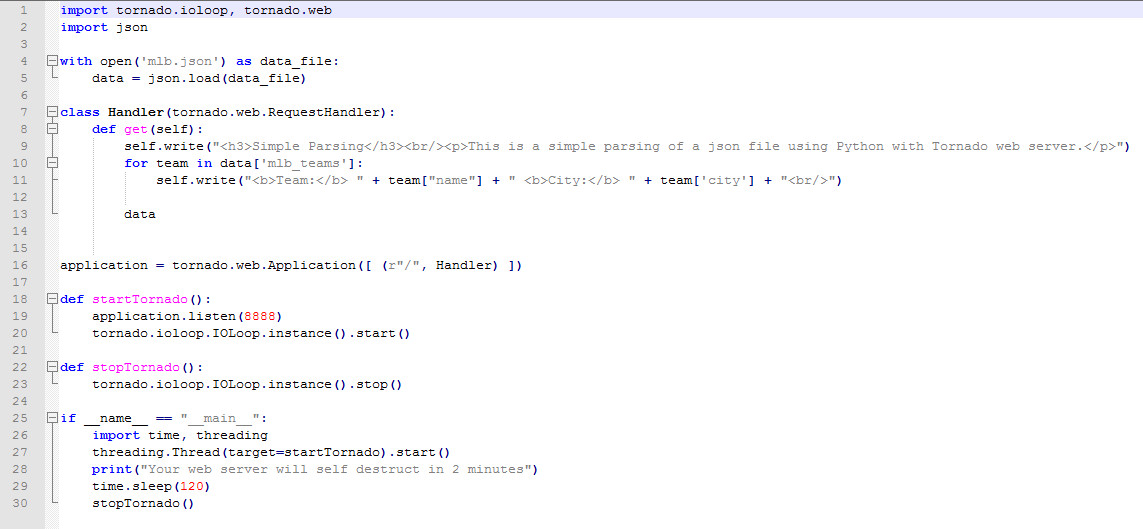 1 import tornado.ioloop, tornado.web
2 import json
3
4 with open('mlb.json') as data_file:
5     data = json.load(data_file)
6
7 class Handler(tornado.web.RequestHandler):
8     def get(self):
9         self.write("<h3>Simple Parsing</h3><br/><p>This is a simple parsing of a json file using Python with Tornado web server.</p>")
10         for team in data['mlb_teams']:
11             self.write("<b>Team:</b> " + team["name"] + " <b>City:</b> " + team['city'] + "<br/>")
12
13         data
14
15
16 application = tornado.web.Application([ (r"/", Handler) ])
17
18 def startTornado():
19     application.listen(8888)
20     tornado.ioloop.IOLoop.instance().start()
21
22 def stopTornado():
23     tornado.ioloop.IOLoop.instance().stop()
24
25 if __name__ == "__main__":
26     import time, threading
27     threading.Thread(target=startTornado).start()
28     print("Your web server will self destruct in 2 minutes")
29     time.sleep(120)
30     stopTornado()